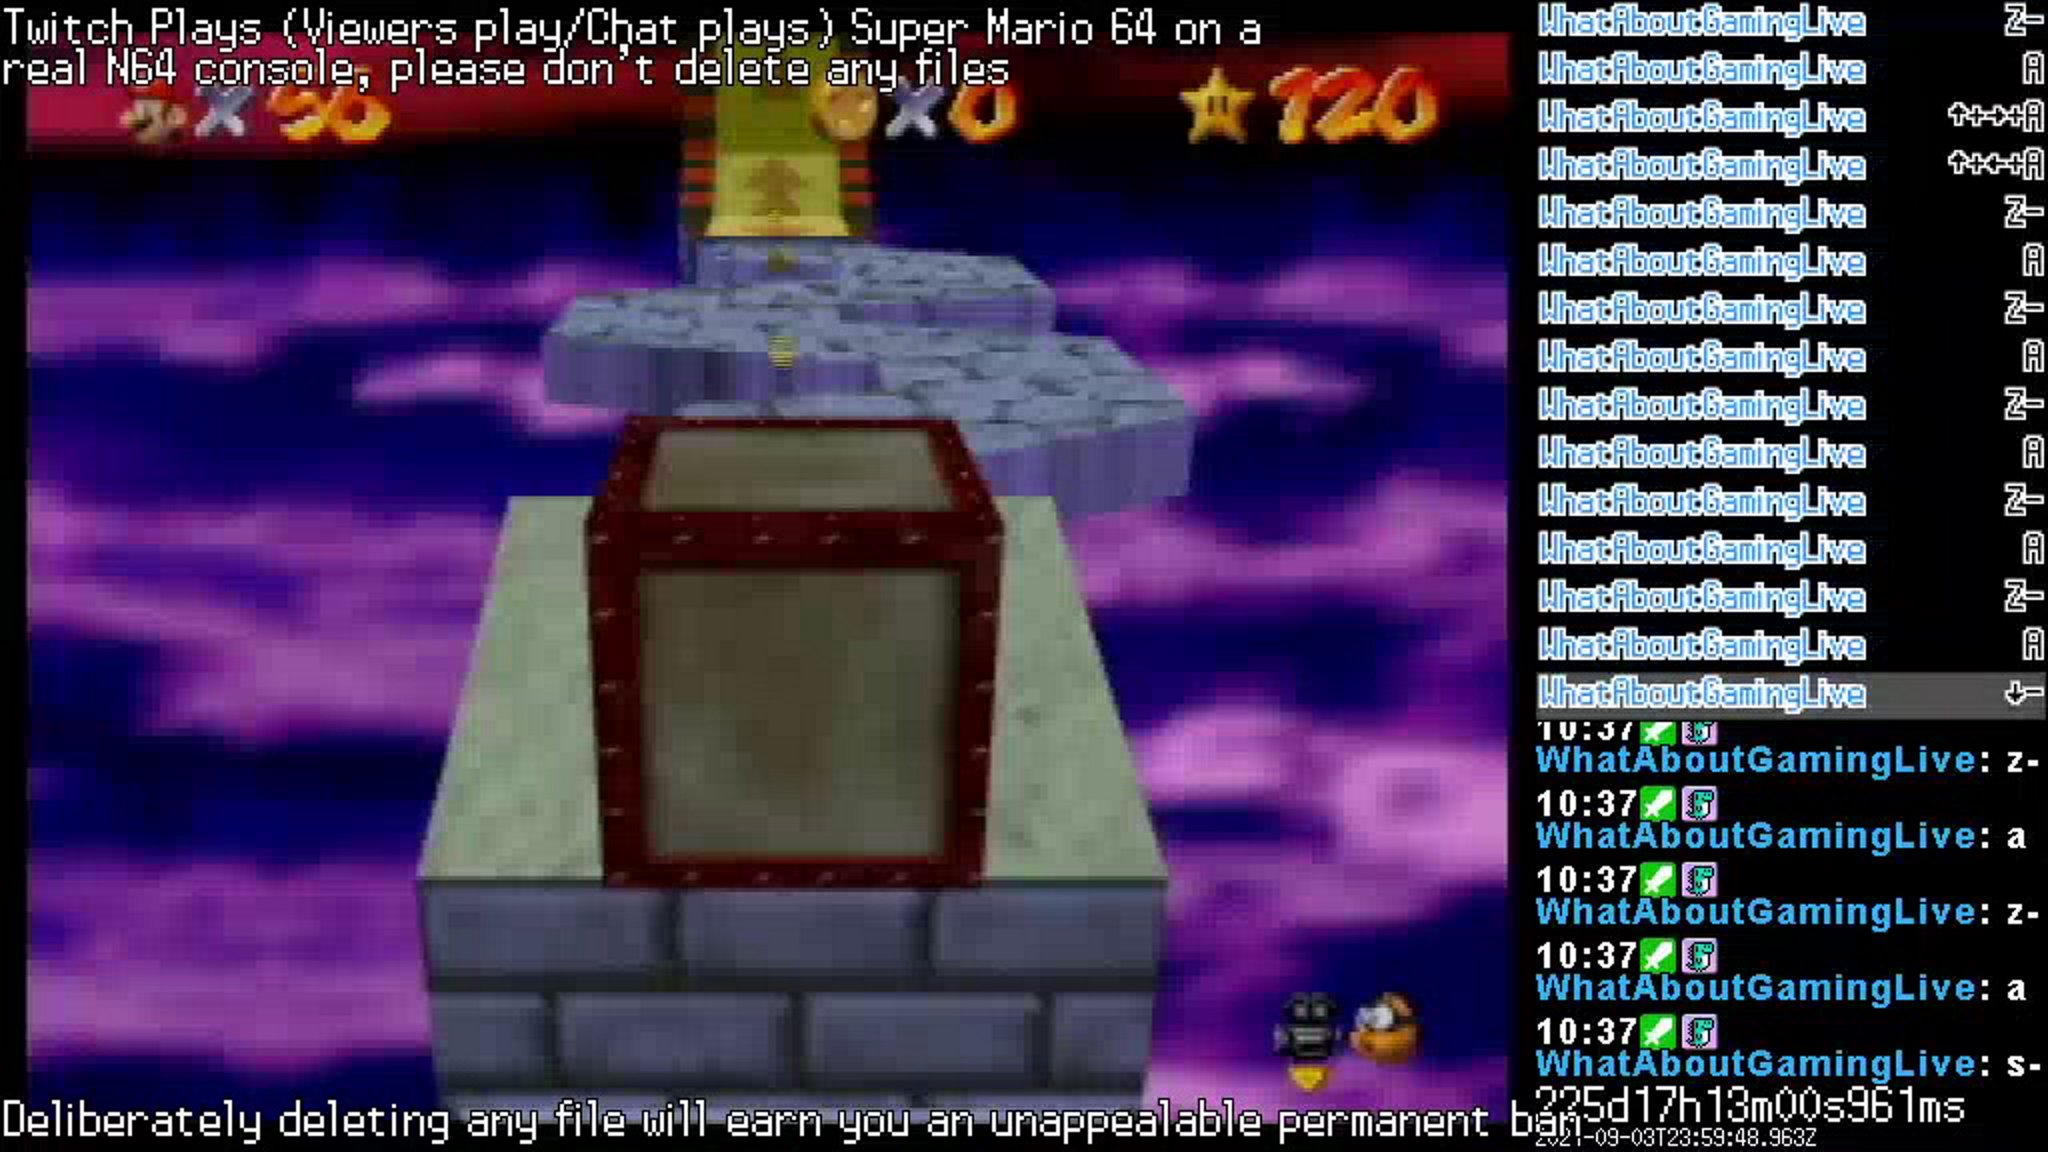 Twitch Plays (Viewers play/Chat plays) Super Mario 64 on a
real N64 console, please don't delete any files
x 96 x 0 120
WhatAboutGamingLive Z-
WhatAboutGamingLive A
WhatAboutGamingLive ↑+→+A
WhatAboutGamingLive ↑+←+A
WhatAboutGamingLive Z-
WhatAboutGamingLive A
WhatAboutGamingLive Z-
WhatAboutGamingLive A
WhatAboutGamingLive Z-
WhatAboutGamingLive A
WhatAboutGamingLive Z-
WhatAboutGamingLive A
WhatAboutGamingLive Z-
WhatAboutGamingLive A
WhatAboutGamingLive ↓-
10:37
WhatAboutGamingLive: z-
10:37
WhatAboutGamingLive: a
10:37
WhatAboutGamingLive: z-
10:37
WhatAboutGamingLive: a
10:37
WhatAboutGamingLive: s-
225d17h13m00s961ms
Deliberately deleting any file will earn you an unappealable permanent ban
2021-09-03T23:59:48.963Z